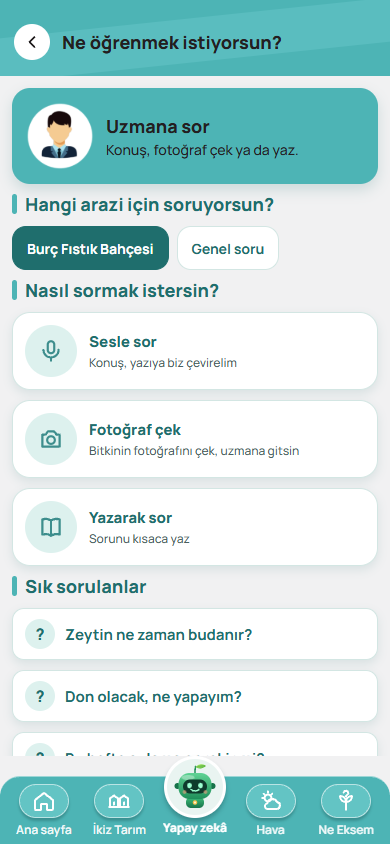 Ne öğrenmek istiyorsun?
Uzmana sor
Konuş, fotoğraf çek ya da yaz.
Hangi arazi için soruyorsun?
Burç Fıstık Bahçesi
Genel soru
Nasıl sormak istersin?
Sesle sor
Konuş, yazıya biz çevirelim
Fotoğraf çek
Bitkinin fotoğrafını çek, uzmana gitsin
Yazarak sor
Sorunu kısaca yaz
Sık sorulanlar
? Zeytin ne zaman budanır?
? Don olacak, ne yapayım?
Ana sayfa
İkiz Tarım
Yapay zekâ
Hava
Ne Eksem